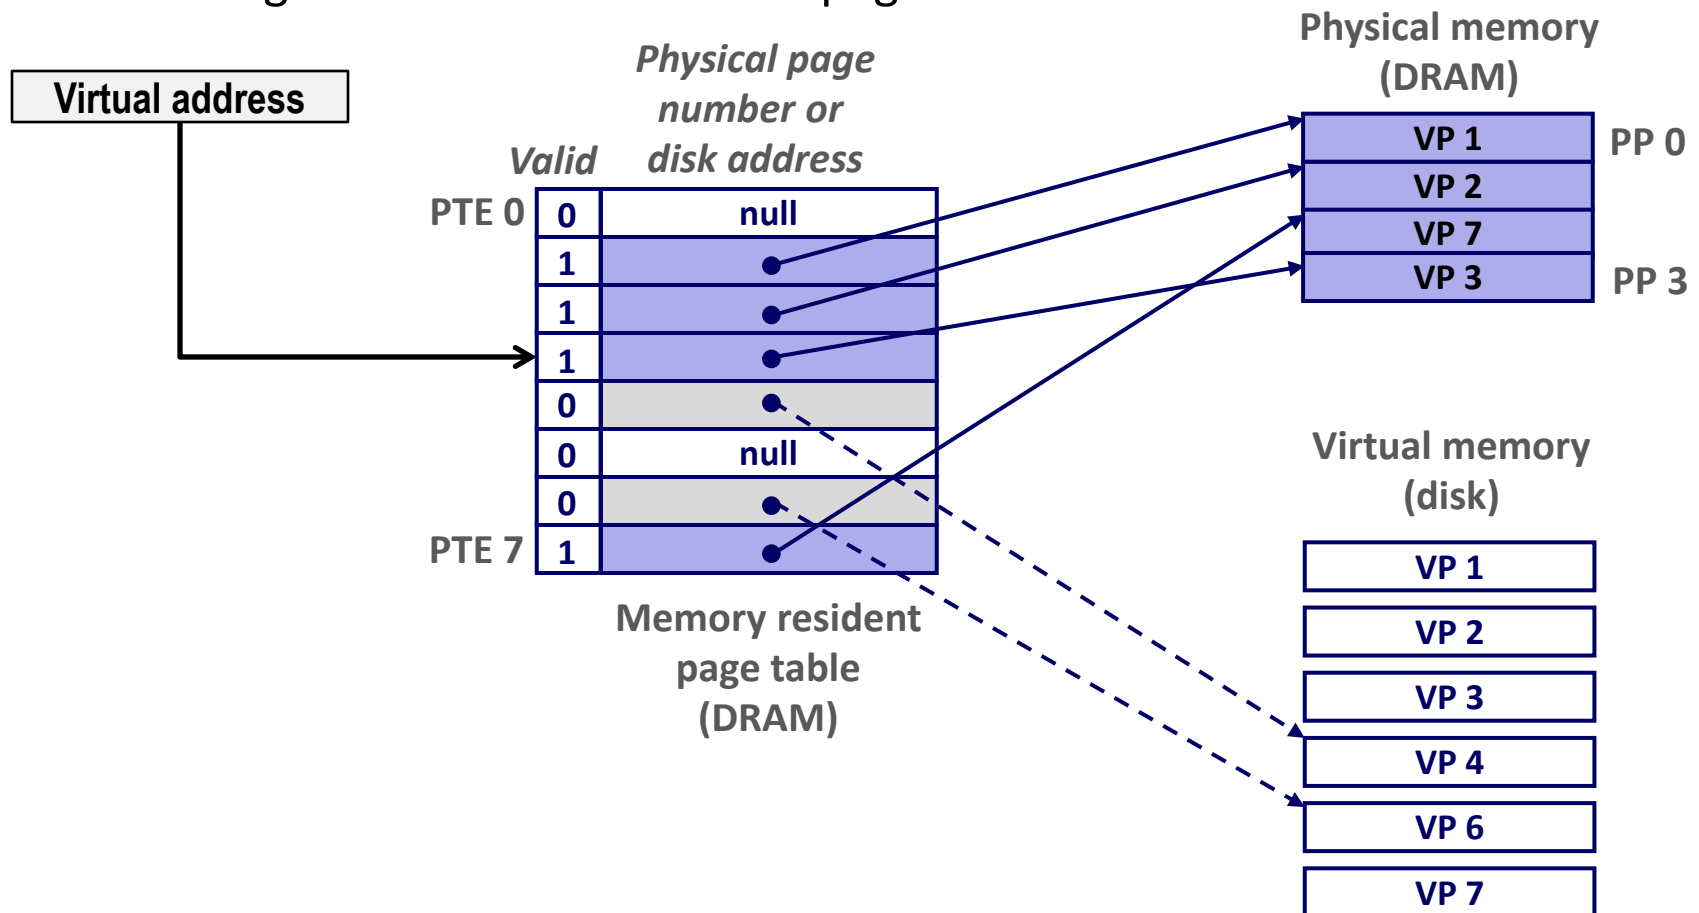 Physical memory
(DRAM)
Virtual address
Physical page
number or
disk address
Valid
PTE 0
0 null
1
1
1
0
0 null
0
PTE 7 1
Memory resident
page table
(DRAM)
VP 1 PP 0
VP 2
VP 7
VP 3 PP 3
Virtual memory
(disk)
VP 1
VP 2
VP 3
VP 4
VP 6
VP 7